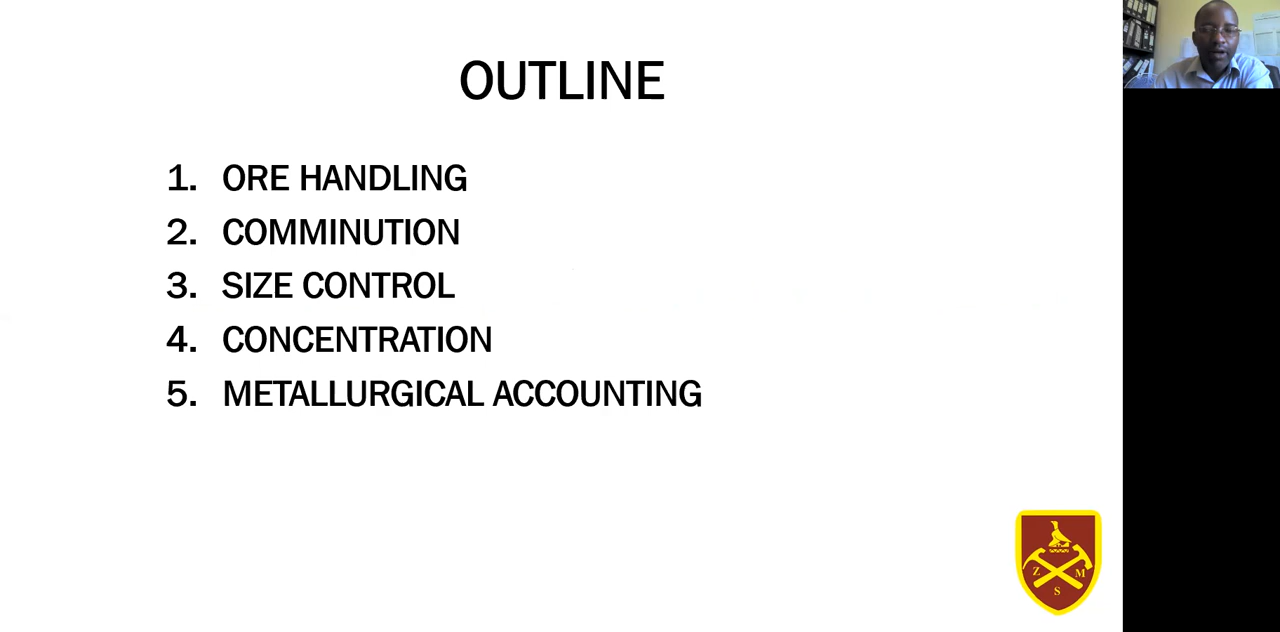 OUTLINE
1. ORE HANDLING
2. COMMINUTION
3. SIZE CONTROL
4. CONCENTRATION
5. METALLURGICAL ACCOUNTING
Z M
S